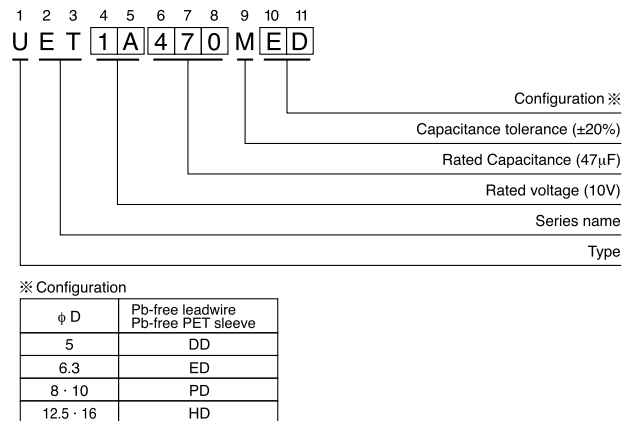 1 2 3 4 5 6 7 8 9 10 11
U E T 1 A 4 7 0 M E D
Configuration ※
Capacitance tolerance (±20%)
Rated Capacitance (47μF)
Rated voltage (10V)
Series name
Type
※ Configuration
ϕ D Pb-free leadwire
Pb-free PET sleeve
5 DD
6.3 ED
8 · 10 PD
12.5 · 16 HD